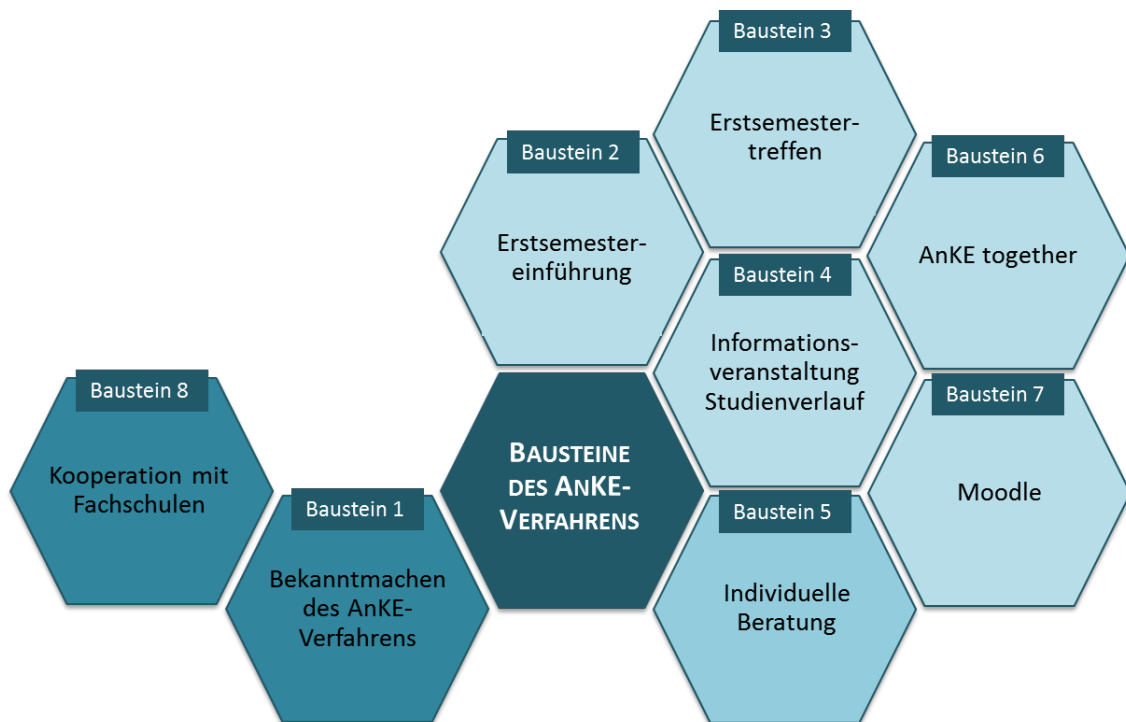 Baustein 3
Erstsemester-
treffen
Baustein 2
Erstsemester-
einführung
Baustein 6
AnKE together
Baustein 4
Informations-
veranstaltung
Studienverlauf
Baustein 8
Kooperation mit
Fachschulen
BAUSTEINE
DES ANKE-
VERFAHRENS
Baustein 7
Moodle
Baustein 1
Bekanntmachen
des AnKE-
Verfahrens
Baustein 5
Individuelle
Beratung